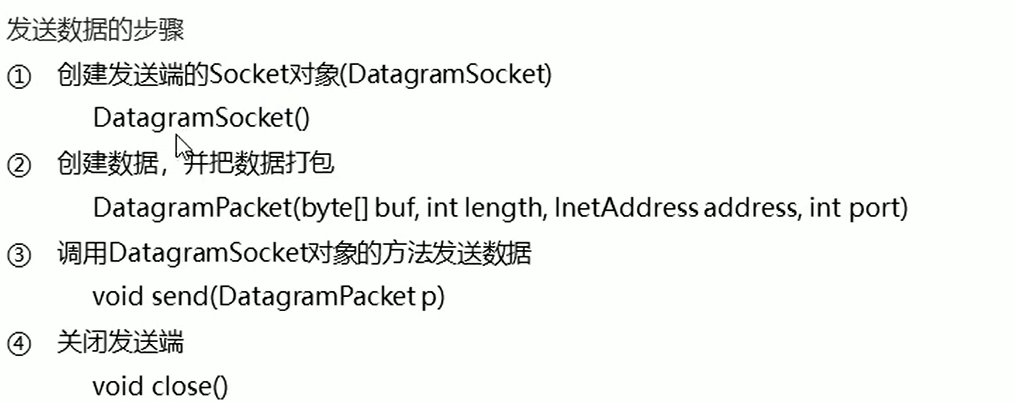 发送数据的步骤
① 创建发送端的Socket对象(DatagramSocket)
DatagramSocket()
② 创建数据，并把数据打包
DatagramPacket(byte[] buf, int length, InetAddress address, int port)
③ 调用DatagramSocket对象的方法发送数据
void send(DatagramPacket p)
④ 关闭发送端
void close()